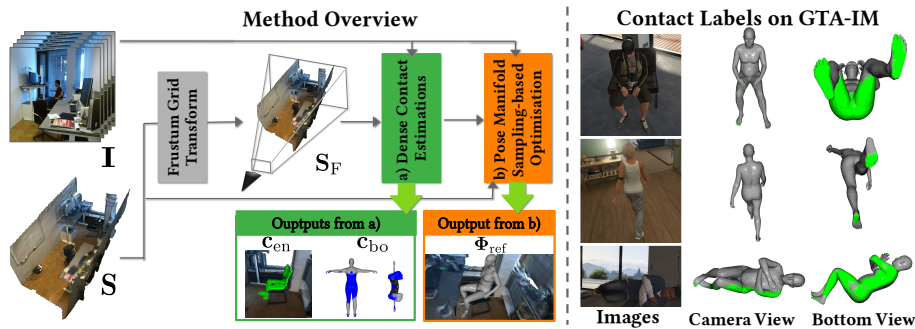 Method Overview
I
S
Frustum Grid
Transform
S_F
a) Dense Contact
Estimations
b) Pose Manifold
Sampling-based
Optimisation
Ouptputs from a)
c_en
c_bo
Ouptput from b)
Φ_ref
Contact Labels on GTA-IM
Images
Camera View
Bottom View